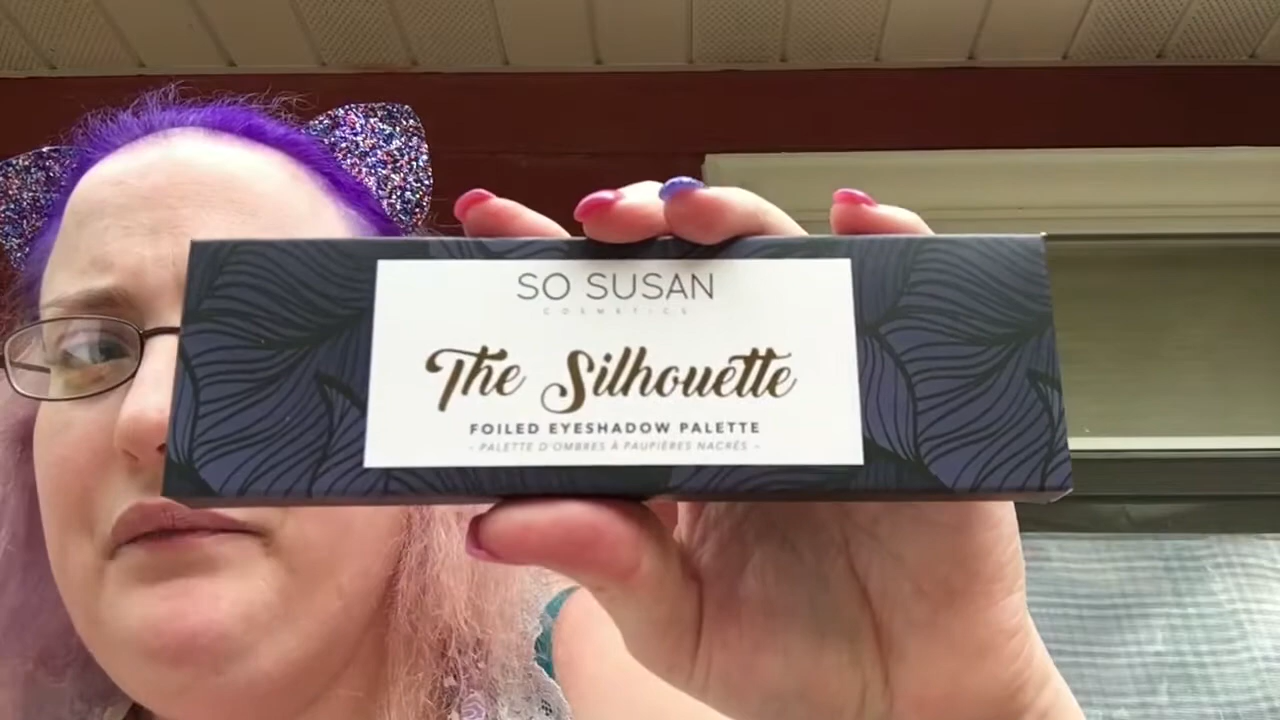 SO SUSAN
COSMETICS
The Silhouette
FOILED EYESHADOW PALETTE
- PALETTE D'OMBRES À PAUPIÈRES NACRÉS -